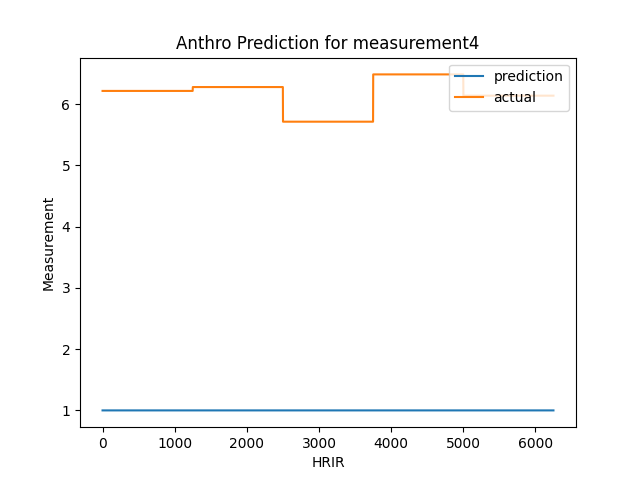 Anthro Prediction for measurement4
prediction
actual
6
5
4
3
2
1
Measurement
0 1000 2000 3000 4000 5000 6000
HRIR